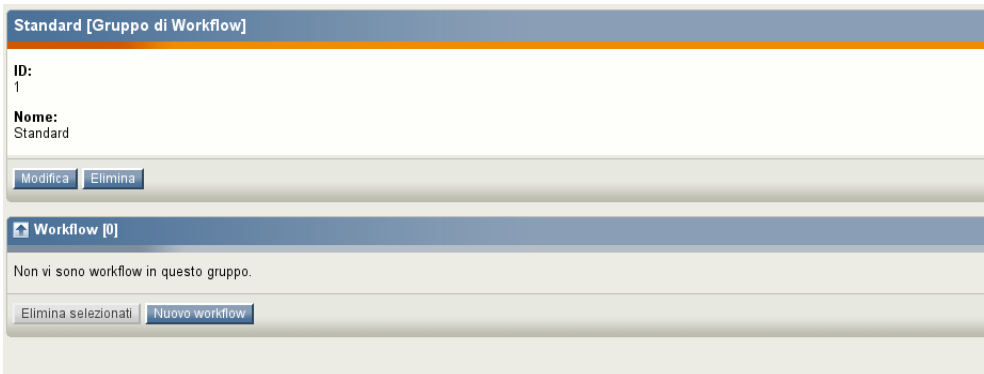 Standard [Gruppo di Workflow]
ID:
1
Nome:
Standard
Modifica Elimina
Workflow [0]
Non vi sono workflow in questo gruppo.
Elimina selezionati Nuovo workflow